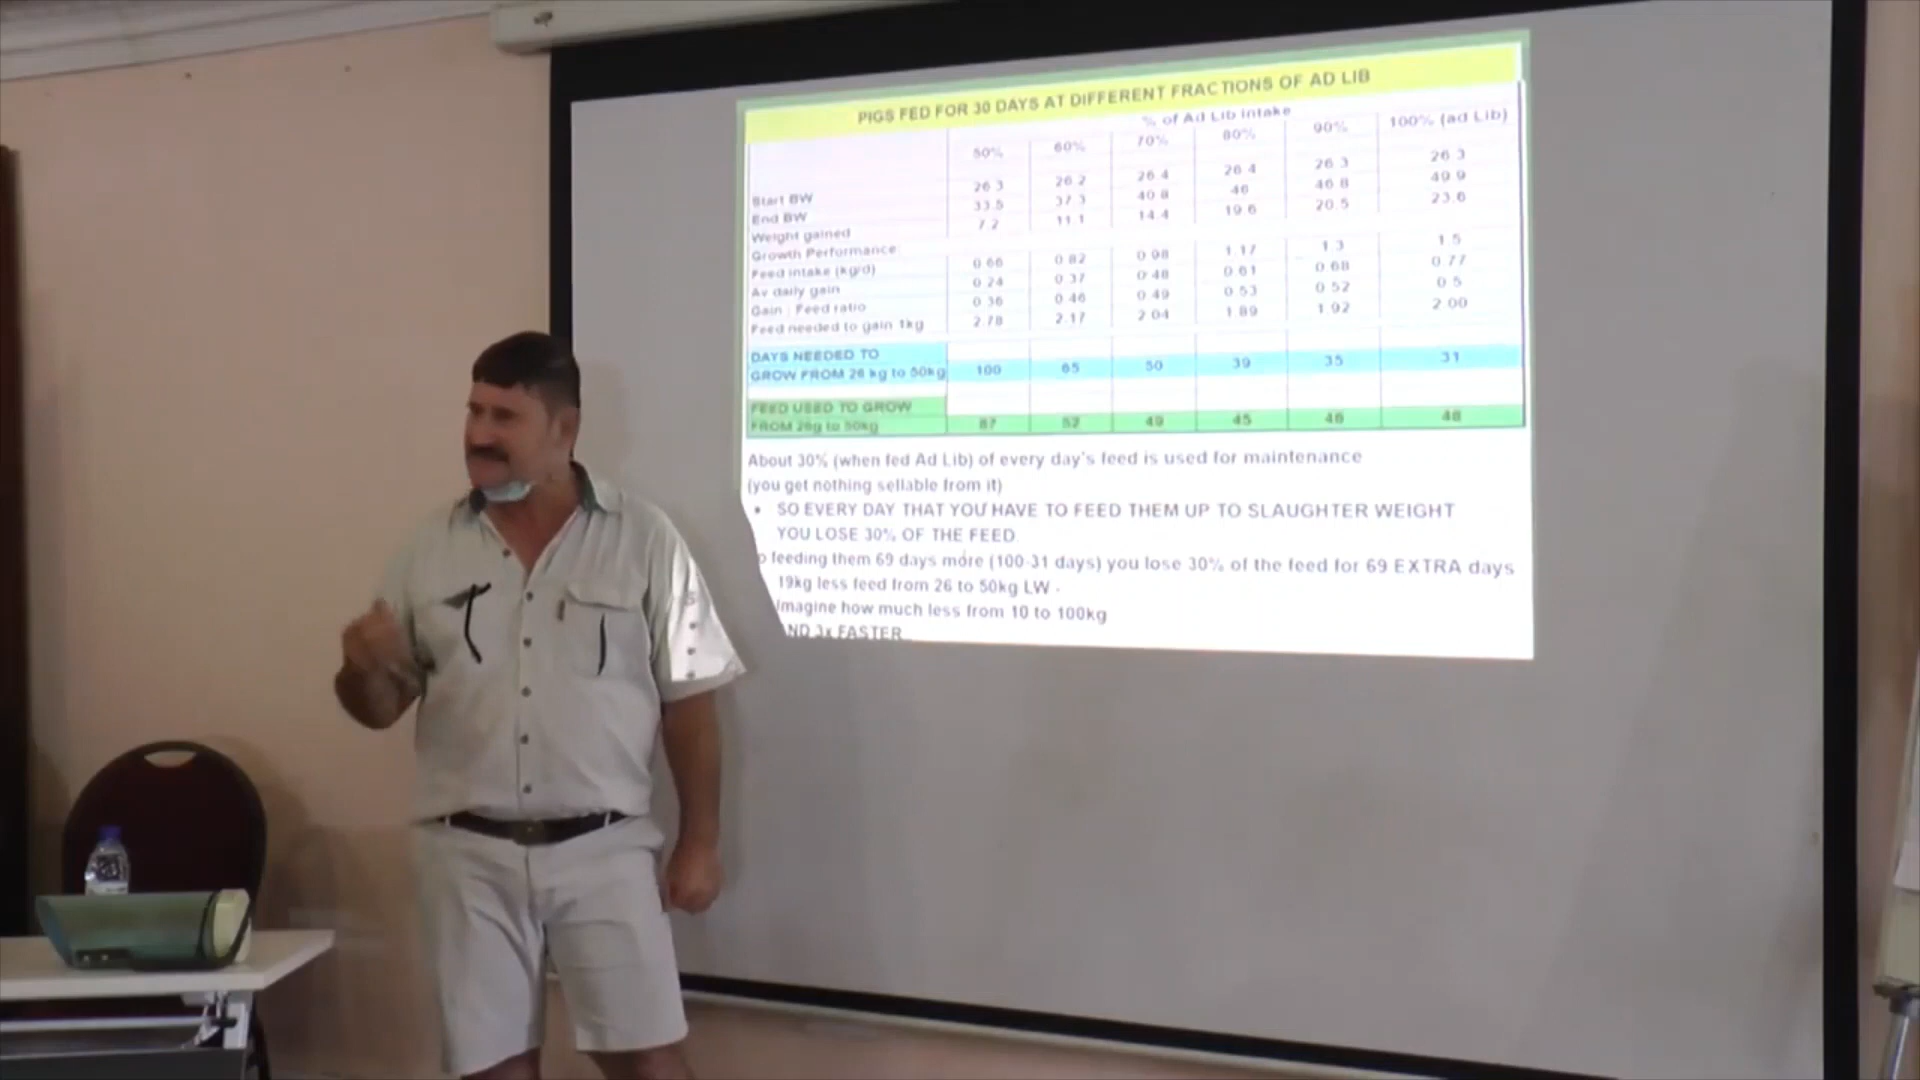 PIGS FED FOR 30 DAYS AT DIFFERENT FRACTIONS OF AD LIB
% of Ad Lib intake
50% 60% 70% 80% 90% 100% (ad Lib)
Start BW 26.3 26.2 26.4 26.4 26.3 26.3
End BW 33.5 37.3 40.8 46 46.8 49.9
Weight gained 7.2 11.1 14.4 19.6 20.5 23.6
Growth Performance
Feed intake (kg/d) 0.66 0.82 0.98 1.17 1.3 1.5
Av daily gain 0.24 0.37 0.48 0.61 0.68 0.77
Gain : Feed ratio 0.36 0.46 0.49 0.53 0.52 0.5
Feed needed to gain 1kg 2.78 2.17 2.04 1.89 1.92 2.00
DAYS NEEDED TO
GROW FROM 26 kg to 50kg 100 65 50 39 35 31
FEED USED TO GROW
FROM 26g to 50kg 87 52 49 45 46 48
About 30% (when fed Ad Lib) of every day's feed is used for maintenance
(you get nothing sellable from it)
• SO EVERY DAY THAT YOU HAVE TO FEED THEM UP TO SLAUGHTER WEIGHT
YOU LOSE 30% OF THE FEED.
o feeding them 69 days more (100-31 days) you lose 30% of the feed for 69 EXTRA days
19kg less feed from 26 to 50kg LW -
Imagine how much less from 10 to 100kg
AND 3x FASTER